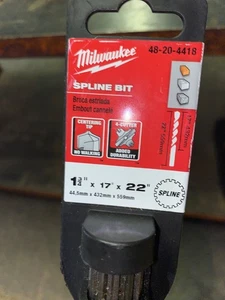 48-20-4418
Milwaukee
SPLINE BIT
Broca estriada
Embout cannelé
CENTERING TIP
NO WALKING
4-CUTTER
ADDED DURABILITY
1 3/4" x 17" x 22"
44.5mm x 432mm x 559mm
SPLINE